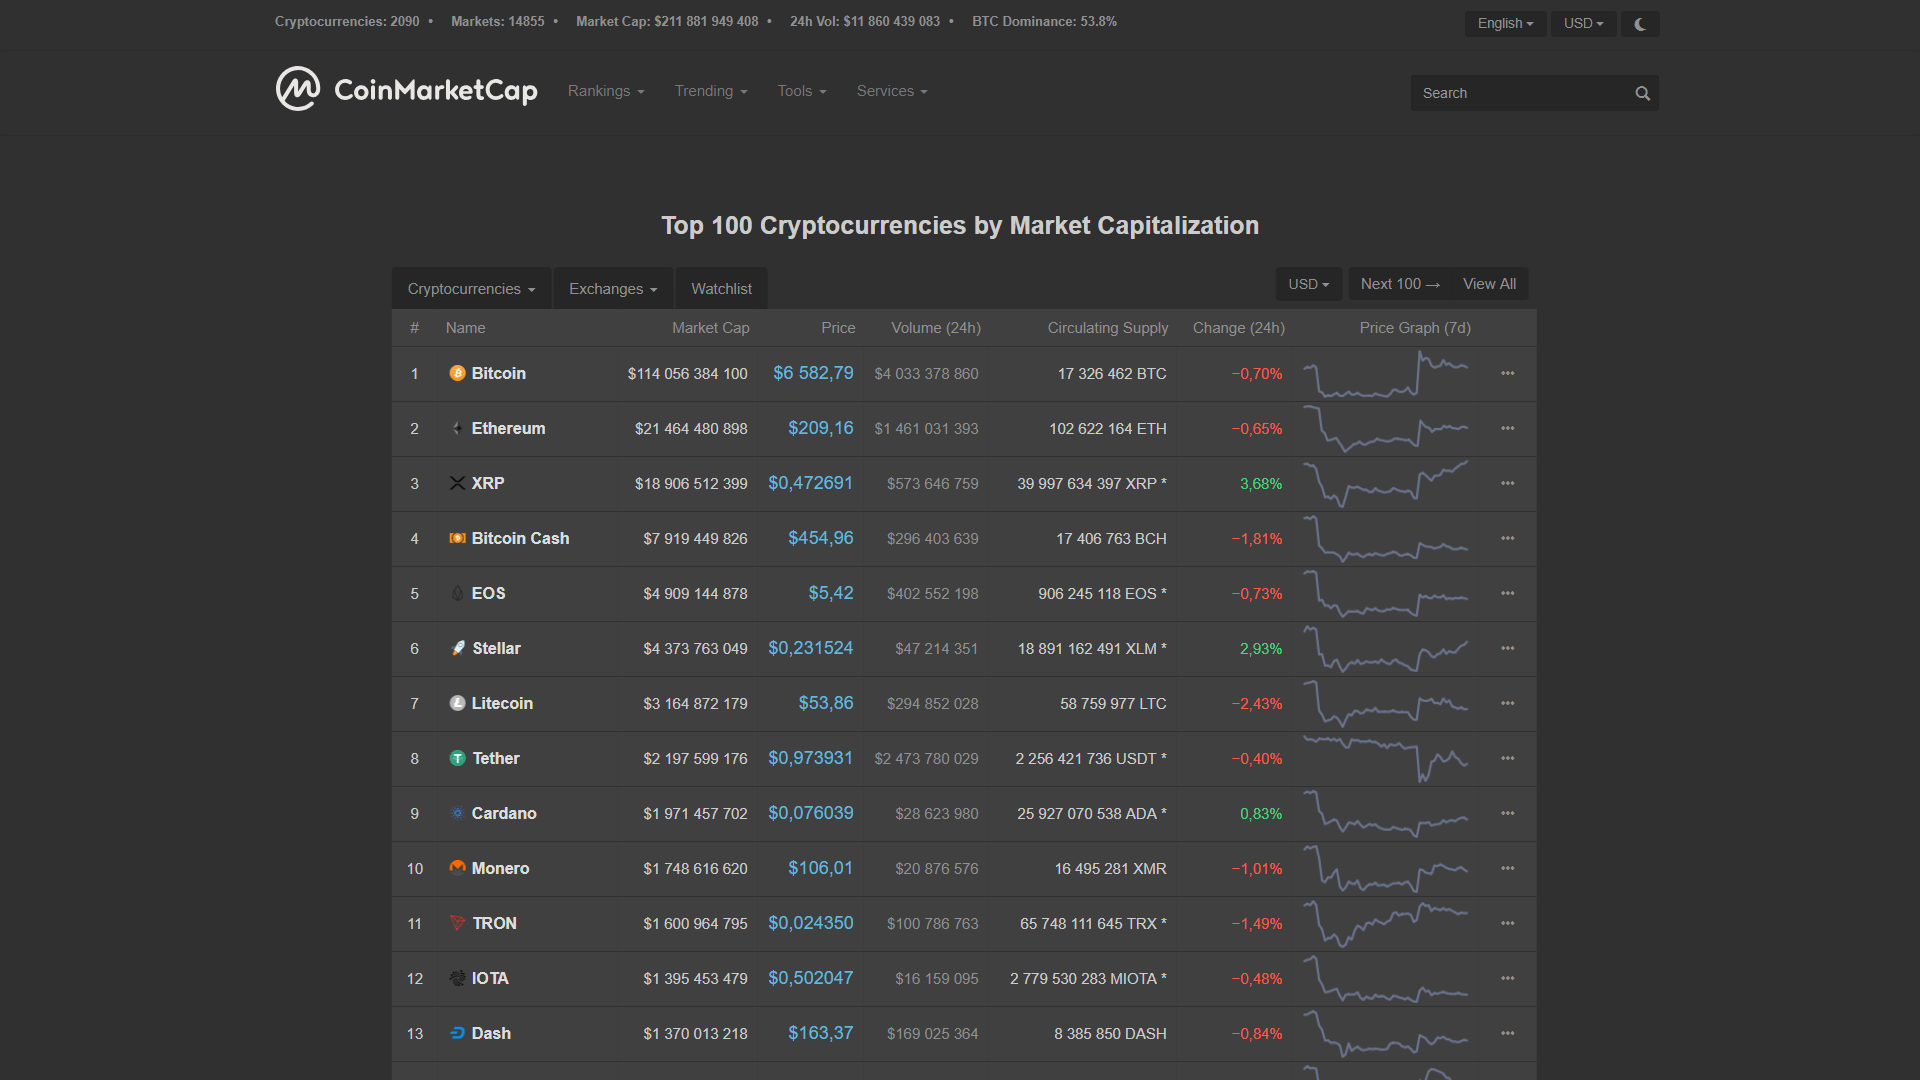 Cryptocurrencies: 2090 • Markets: 14855 • Market Cap: $211 881 949 408 • 24h Vol: $11 860 439 083 • BTC Dominance: 53.8% English USD
CoinMarketCap Rankings Trending Tools Services Search
Top 100 Cryptocurrencies by Market Capitalization
Cryptocurrencies Exchanges Watchlist USD Next 100 → View All
# Name Market Cap Price Volume (24h) Circulating Supply Change (24h) Price Graph (7d)
1 Bitcoin $114 056 384 100 $6 582,79 $4 033 378 860 17 326 462 BTC −0,70%
2 Ethereum $21 464 480 898 $209,16 $1 461 031 393 102 622 164 ETH −0,65%
3 XRP $18 906 512 399 $0,472691 $573 646 759 39 997 634 397 XRP * 3,68%
4 Bitcoin Cash $7 919 449 826 $454,96 $296 403 639 17 406 763 BCH −1,81%
5 EOS $4 909 144 878 $5,42 $402 552 198 906 245 118 EOS * −0,73%
6 Stellar $4 373 763 049 $0,231524 $47 214 351 18 891 162 491 XLM * 2,93%
7 Litecoin $3 164 872 179 $53,86 $294 852 028 58 759 977 LTC −2,43%
8 Tether $2 197 599 176 $0,973931 $2 473 780 029 2 256 421 736 USDT * −0,40%
9 Cardano $1 971 457 702 $0,076039 $28 623 980 25 927 070 538 ADA * 0,83%
10 Monero $1 748 616 620 $106,01 $20 876 576 16 495 281 XMR −1,01%
11 TRON $1 600 964 795 $0,024350 $100 786 763 65 748 111 645 TRX * −1,49%
12 IOTA $1 395 453 479 $0,502047 $16 159 095 2 779 530 283 MIOTA * −0,48%
13 Dash $1 370 013 218 $163,37 $169 025 364 8 385 850 DASH −0,84%